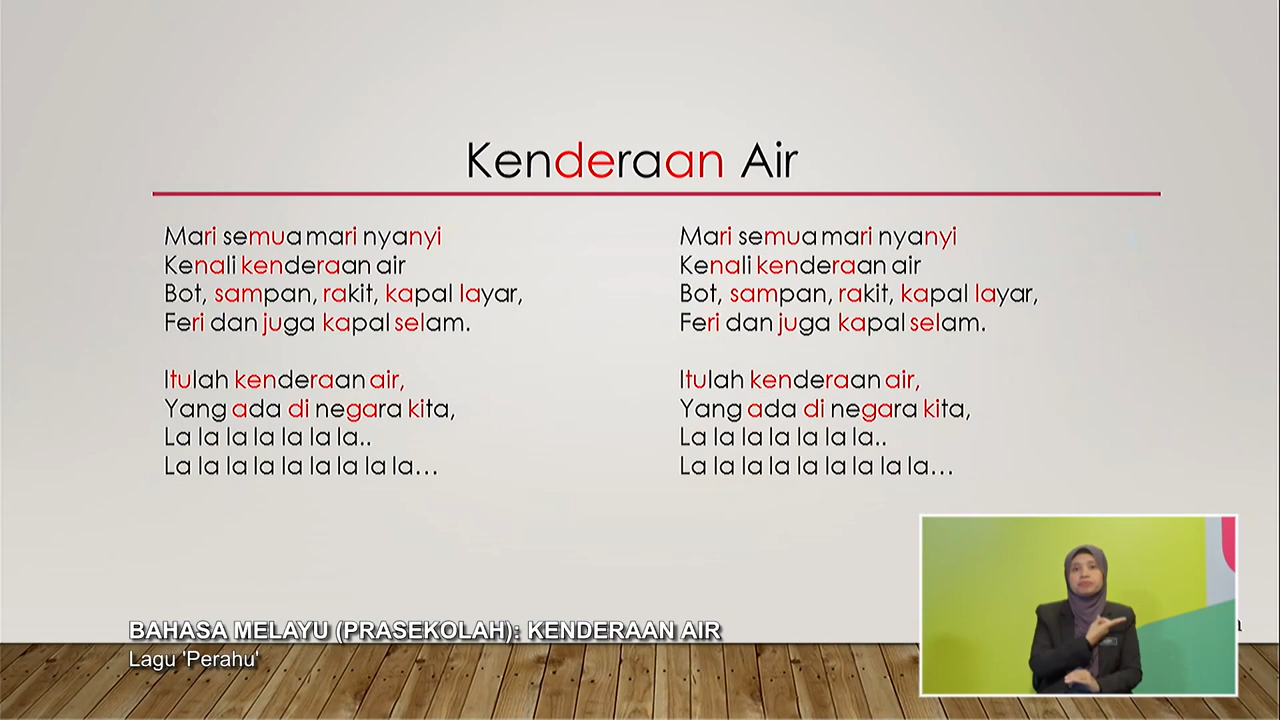 Kenderaan Air
Mari semua mari nyanyi
Kenali kenderaan air
Bot, sampan, rakit, kapal layar,
Feri dan juga kapal selam.
Itulah kenderaan air,
Yang ada di negara kita,
La la la la la la la..
La la la la la la la la la...
Mari semua mari nyanyi
Kenali kenderaan air
Bot, sampan, rakit, kapal layar,
Feri dan juga kapal selam.
Itulah kenderaan air,
Yang ada di negara kita,
La la la la la la la..
La la la la la la la la la...
BAHASA MELAYU (PRASEKOLAH): KENDERAAN AIR
Lagu 'Perahu'